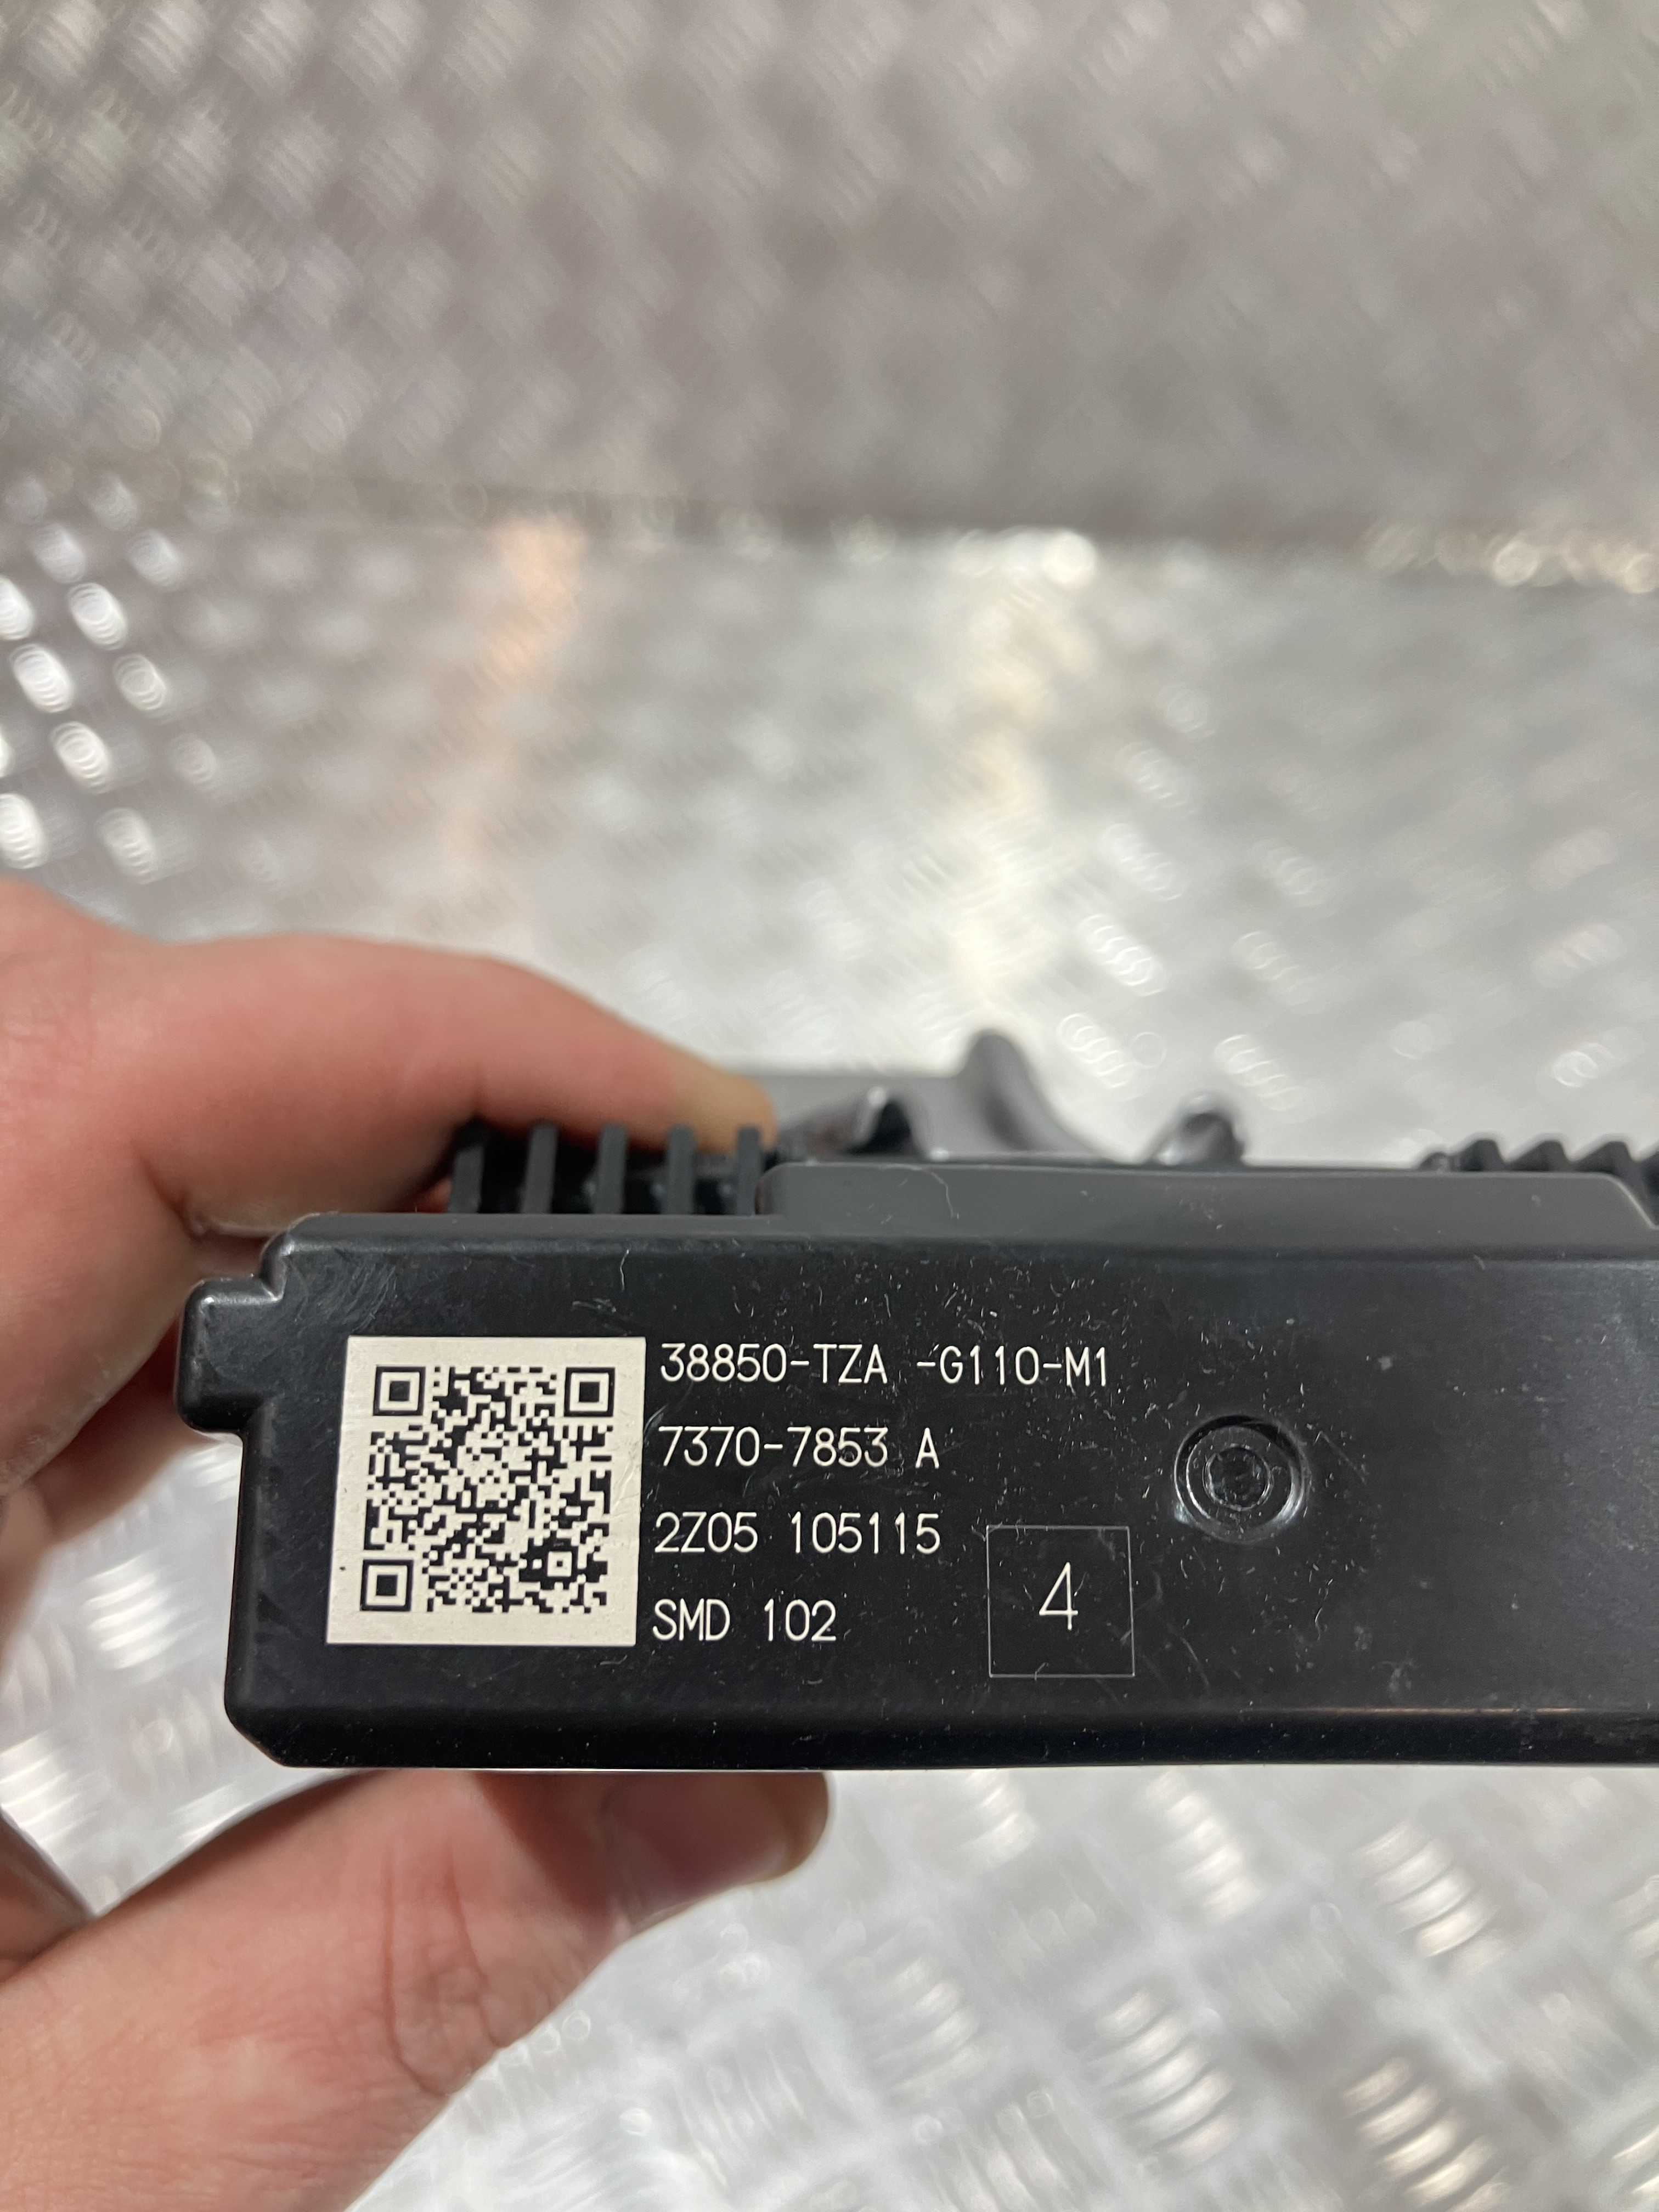 38850-TZA -G110-M1
7370-7853 A
2Z05 105115
SMD 102
4